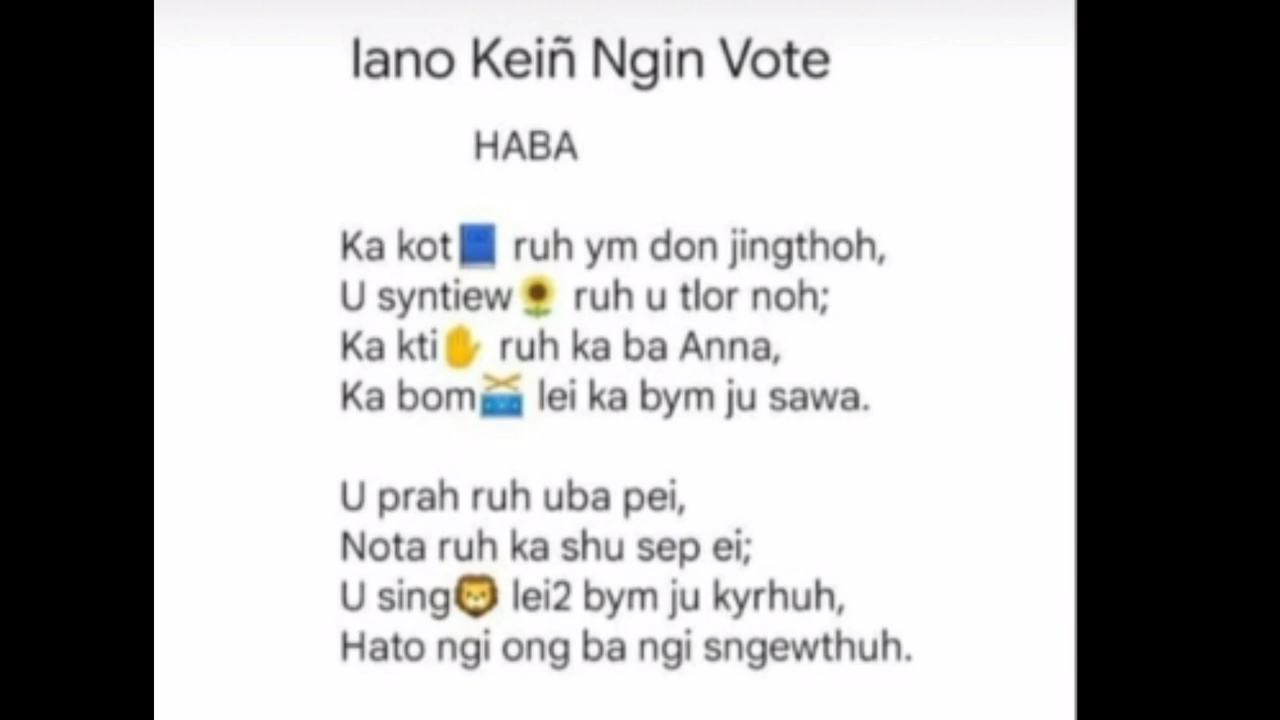 Iano Keiñ Ngin Vote
HABA
Ka kot📘 ruh ym don jingthoh,
U syntiew🌻 ruh u tlor noh;
Ka kti✋ ruh ka ba Anna,
Ka bom🥁 lei ka bym ju sawa.
U prah ruh uba pei,
Nota ruh ka shu sep ei;
U sing🦁 lei2 bym ju kyrhuh,
Hato ngi ong ba ngi sngewthuh.